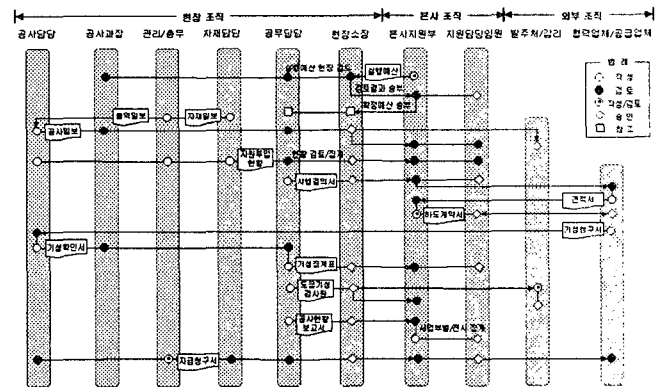 현장 조직
본사 조직
외부 조직
공사담당
공사과장
관리/총무
자재담당
공무담당
현장소장
본사지원부
지원담당임원
발주처/감리
협력업체/공급업체
범 례
작성
검토
작성/검토
승인
참조
실행예산 현장 검토
실행예산
검토결과 송부
확정예산 송부
출역일보
자재일보
공사일보
자원투입
현황
현황 검토/집계
사업품의서
견적서
하도계약서
기성청구서
기성확인서
기성집계표
도급기성
검사원
공사현황
보고서
사업부별/전사 집계
자금청구서